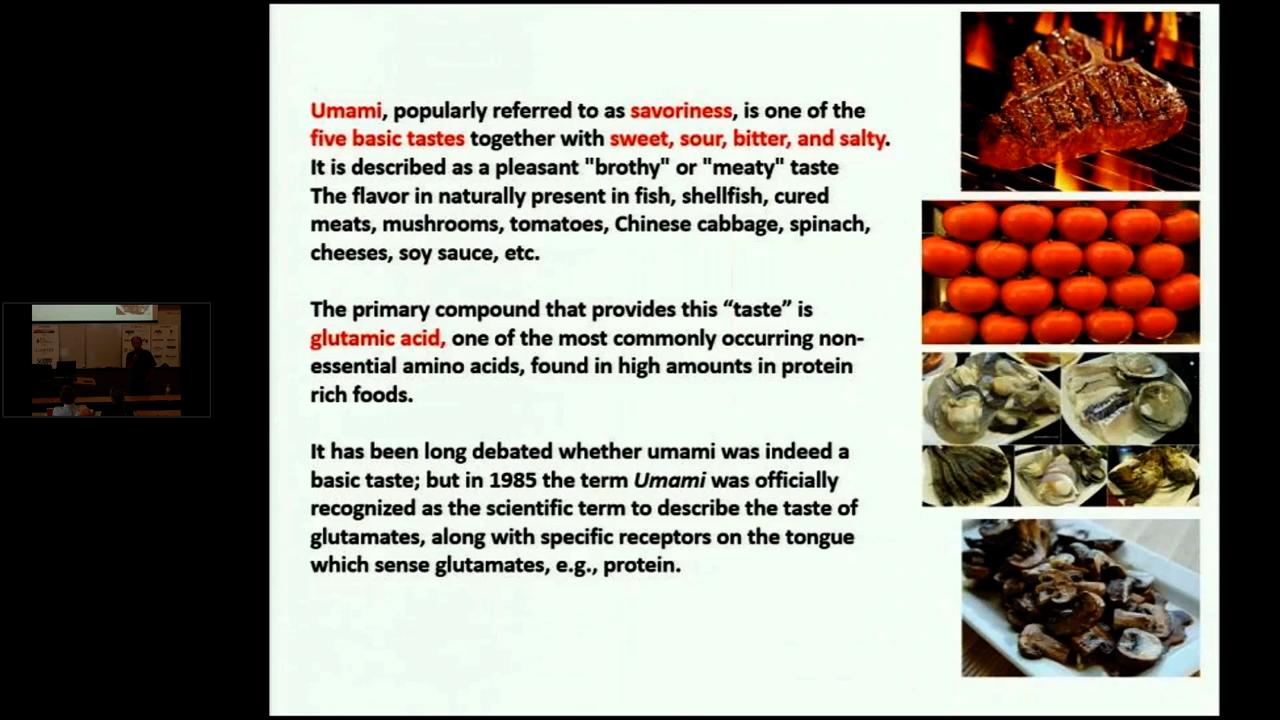 Umami, popularly referred to as savoriness, is one of the
five basic tastes together with sweet, sour, bitter, and salty.
It is described as a pleasant "brothy" or "meaty" taste
The flavor in naturally present in fish, shellfish, cured
meats, mushrooms, tomatoes, Chinese cabbage, spinach,
cheeses, soy sauce, etc.
The primary compound that provides this “taste” is
glutamic acid, one of the most commonly occurring non-
essential amino acids, found in high amounts in protein
rich foods.
It has been long debated whether umami was indeed a
basic taste; but in 1985 the term Umami was officially
recognized as the scientific term to describe the taste of
glutamates, along with specific receptors on the tongue
which sense glutamates, e.g., protein.